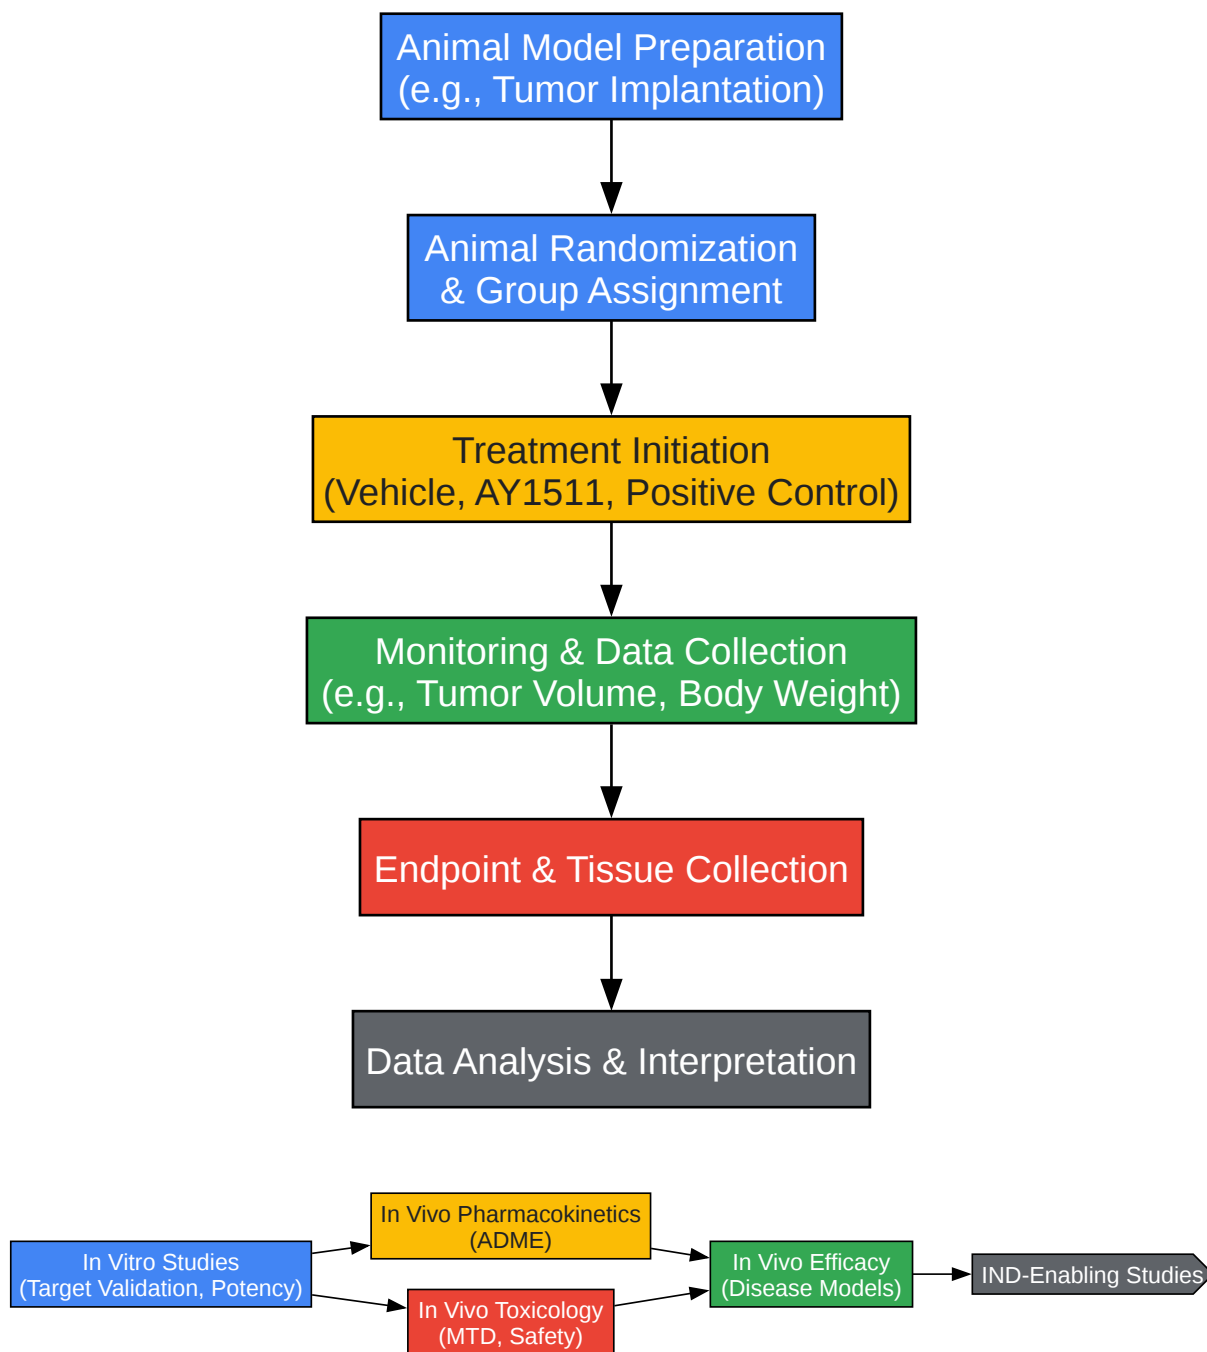 Animal Model Preparation
(e.g., Tumor Implantation)
Animal Randomization
& Group Assignment
Treatment Initiation
(Vehicle, AY1511, Positive Control)
Monitoring & Data Collection
(e.g., Tumor Volume, Body Weight)
Endpoint & Tissue Collection
Data Analysis & Interpretation
In Vitro Studies
(Target Validation, Potency)
In Vivo Pharmacokinetics
(ADME)
In Vivo Toxicology
(MTD, Safety)
In Vivo Efficacy
(Disease Models)
IND-Enabling Studies